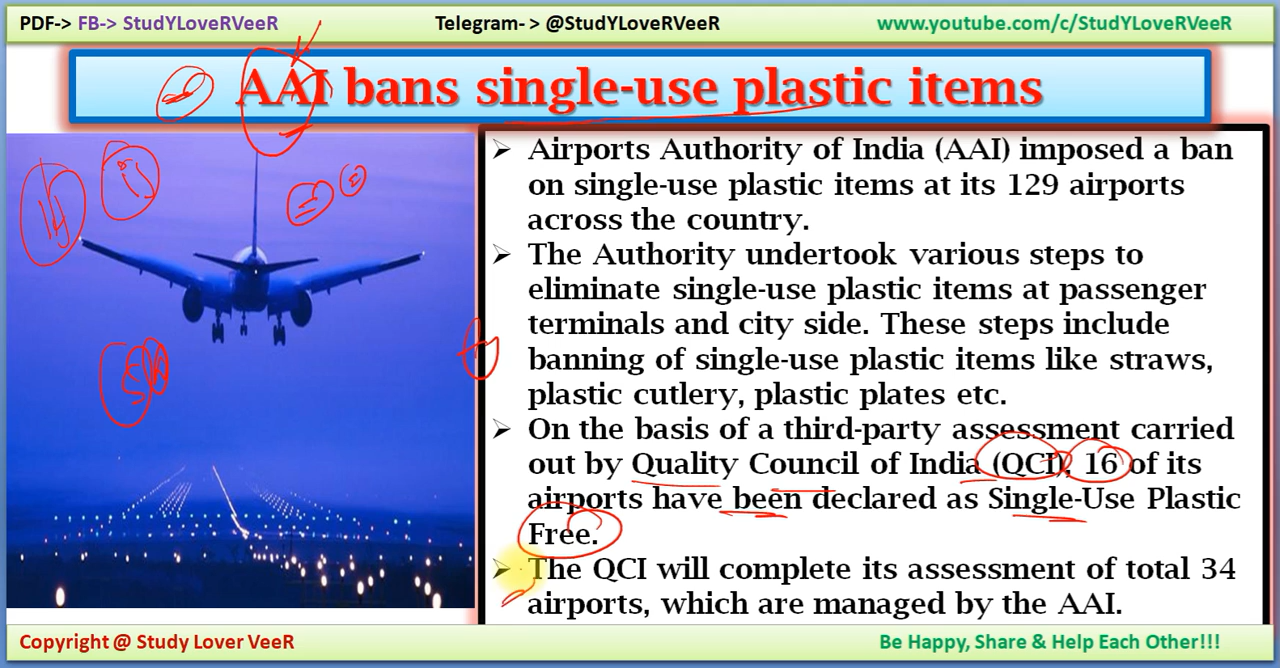 PDF-> FB-> StudYLoveRVeeR Telegram- > @StudYLoveRVeeR www.youtube.com/c/StudYLoveRVeeR
AAI bans single-use plastic items
➢ Airports Authority of India (AAI) imposed a ban
on single-use plastic items at its 129 airports
across the country.
➢ The Authority undertook various steps to
eliminate single-use plastic items at passenger
terminals and city side. These steps include
banning of single-use plastic items like straws,
plastic cutlery, plastic plates etc.
➢ On the basis of a third-party assessment carried
out by Quality Council of India (QCI), 16 of its
airports have been declared as Single-Use Plastic
Free.
➢ The QCI will complete its assessment of total 34
airports, which are managed by the AAI.
Copyright @ Study Lover VeeR Be Happy, Share & Help Each Other!!!